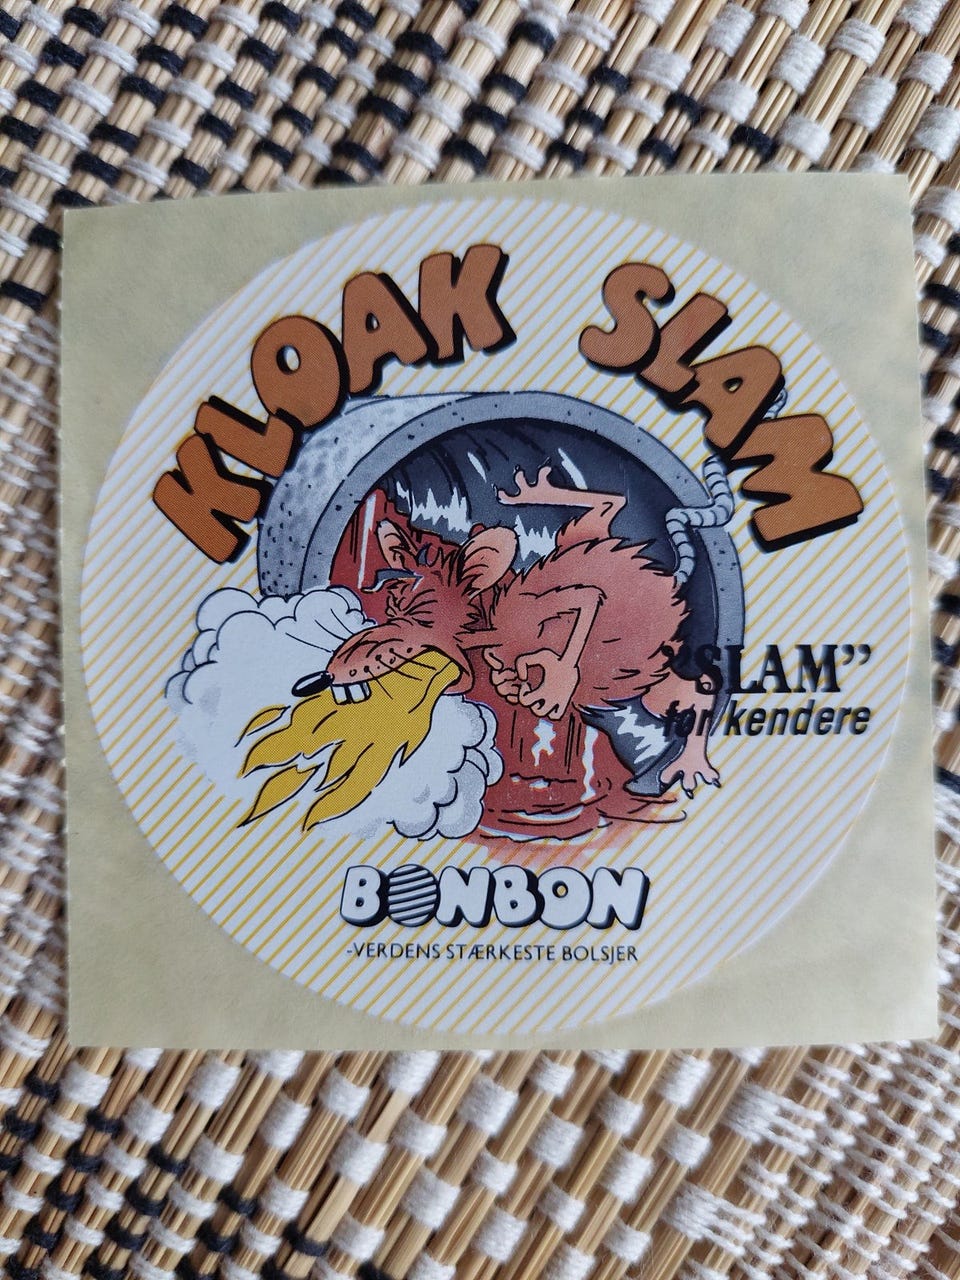 KLOAK SLAM
"SLAM"
for kendere
BONBON
-VERDENS STÆRKESTE BOLSJER